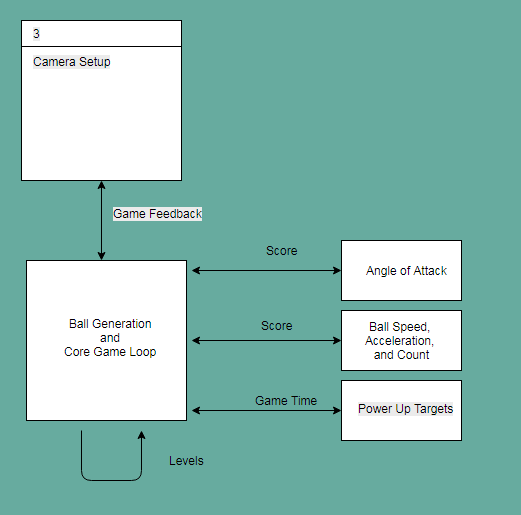 3
Camera Setup
Game Feedback
Score
Angle of Attack
Ball Generation
and
Core Game Loop
Score
Ball Speed,
Acceleration,
and Count
Game Time
Power Up Targets
Levels